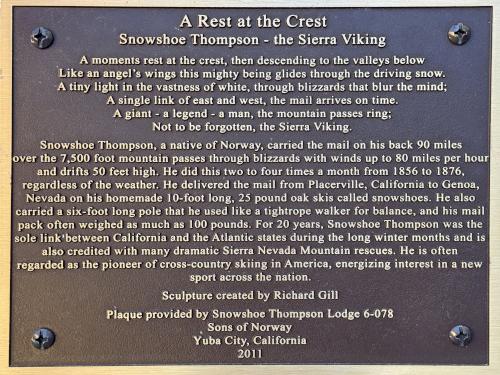 A Rest at the Crest
Snowshoe Thompson - the Sierra Viking
A moments rest at the crest, then descending to the valleys below
Like an angel's wings this mighty being glides through the driving snow.
A tiny light in the vastness of white, through blizzards that blur the mind;
A single link of east and west, the mail arrives on time.
A giant - a legend - a man, the mountain passes ring;
Not to be forgotten, the Sierra Viking.
Snowshoe Thompson, a native of Norway, carried the mail on his back 90 miles
over the 7,500 foot mountain passes through blizzards with winds up to 80 miles per hour
and drifts 50 feet high. He did this two to four times a month from 1856 to 1876,
regardless of the weather. He delivered the mail from Placerville, California to Genoa,
Nevada on his homemade 10-foot long, 25 pound oak skis called snowshoes. He also
carried a six-foot long pole that he used like a tightrope walker for balance, and his mail
pack often weighed as much as 100 pounds. For 20 years, Snowshoe Thompson was the
sole link between California and the Atlantic states during the long winter months and is
also credited with many dramatic Sierra Nevada Mountain rescues. He is often
regarded as the pioneer of cross-country skiing in America, energizing interest in a new
sport across the nation.
Sculpture created by Richard Gill
Plaque provided by Snowshoe Thompson Lodge 6-078
Sons of Norway
Yuba City, California
2011